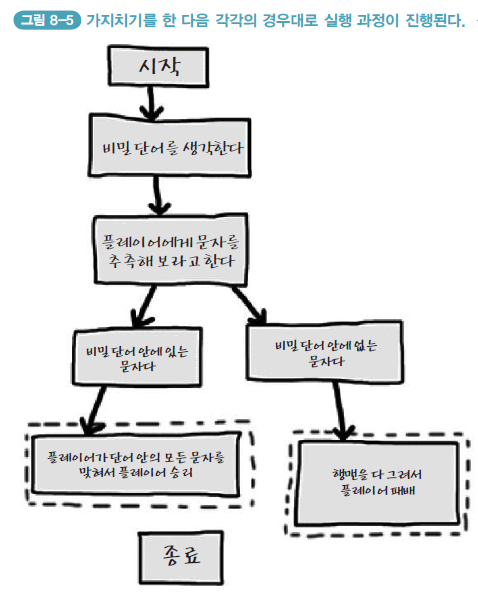 그림 8-5 가지치기를 한 다음 각각의 경우대로 실행 과정이 진행된다.
시작
비밀 단어를 생각한다
플레이어에게 문자를
추측해 보라고 한다
비밀 단어 안에 있는
문자다
비밀 단어 안에 없는
문자다
플레이어가 단어 안의 모든 문자를
맞혀서 플레이어 승리
행맨을 다 그려서
플레이어 패배
종료